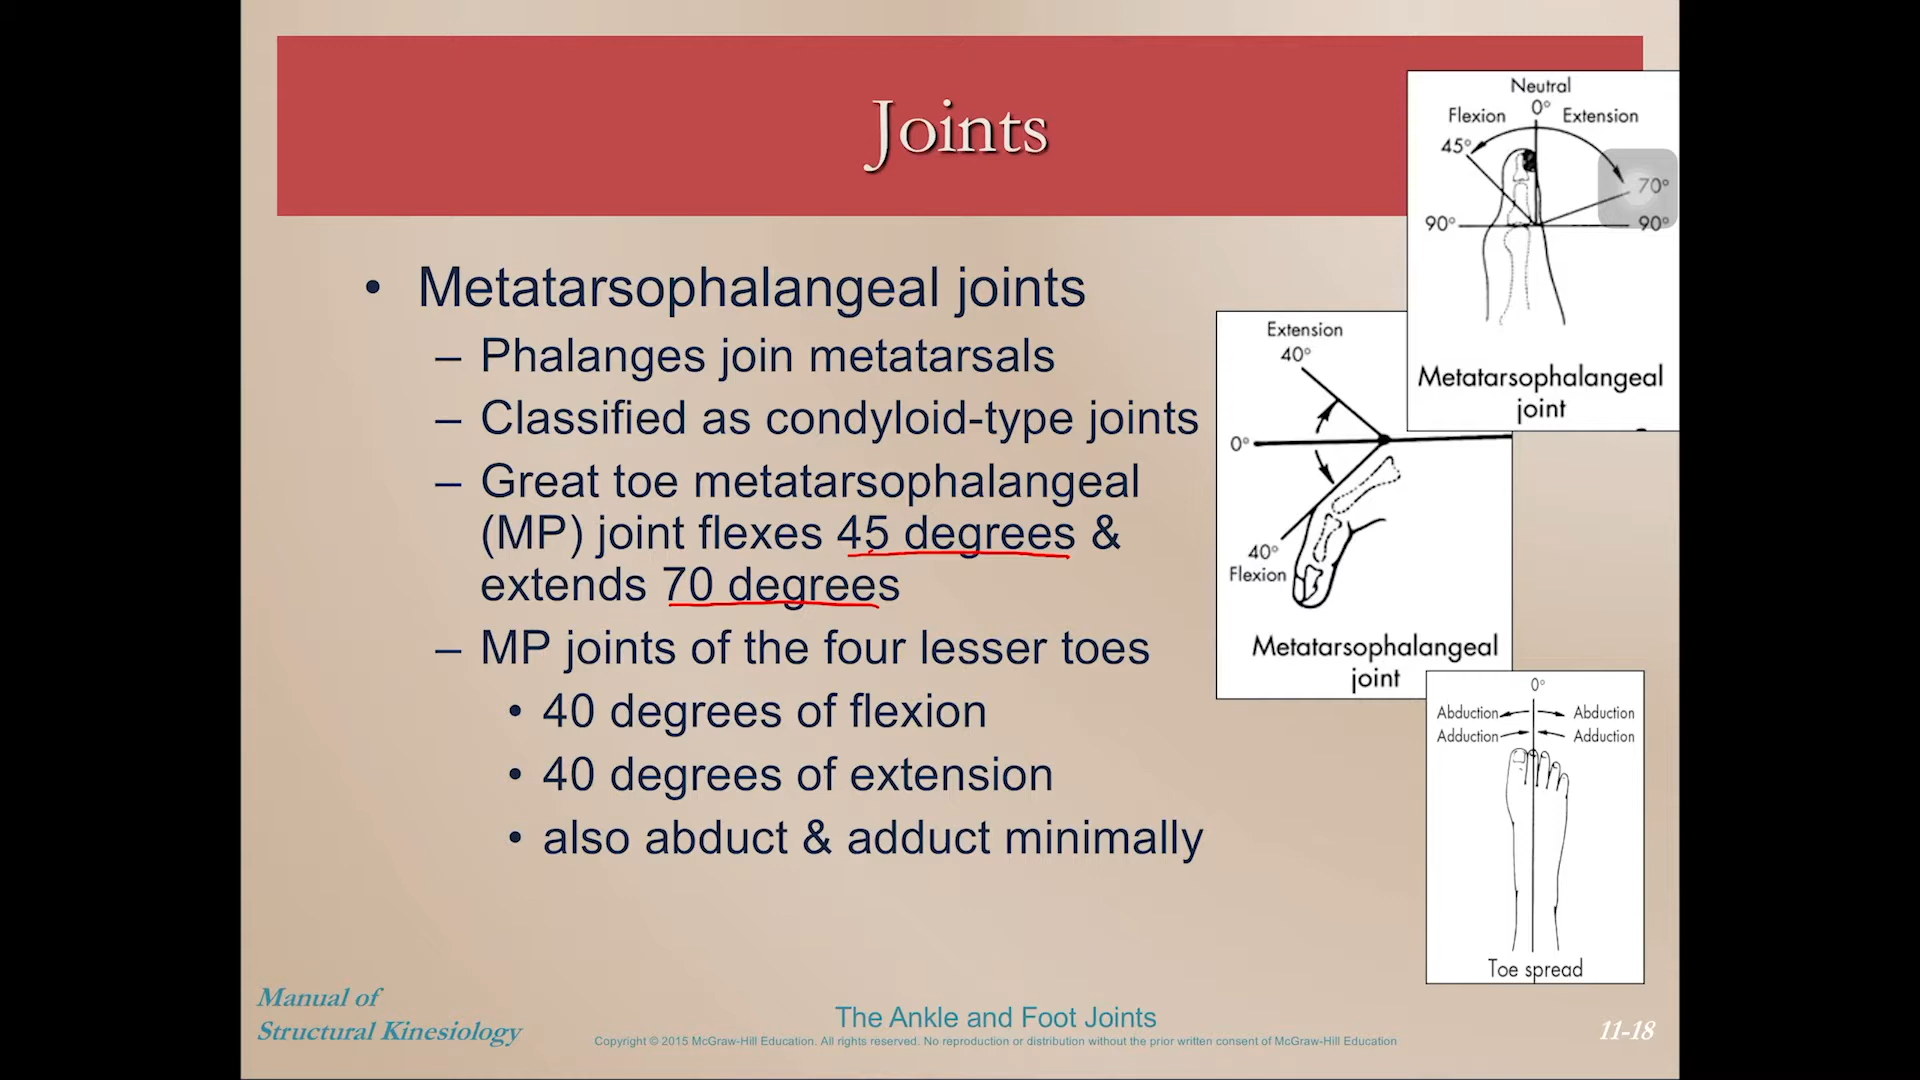 Joints
• Metatarsophalangeal joints
– Phalanges join metatarsals
– Classified as condyloid-type joints
– Great toe metatarsophalangeal
(MP) joint flexes 45 degrees &
extends 70 degrees
– MP joints of the four lesser toes
• 40 degrees of flexion
• 40 degrees of extension
• also abduct & adduct minimally
Neutral
Flexion 0° Extension
45°
70°
90° 90°
Metatarsophalangeal
joint
Extension
40°
0°
40°
Flexion
Metatarsophalangeal
joint
0°
Abduction Abduction
Adduction Adduction
Toe spread
Manual of
Structural Kinesiology
The Ankle and Foot Joints
Copyright © 2015 McGraw-Hill Education. All rights reserved. No reproduction or distribution without the prior written consent of McGraw-Hill Education
11-18